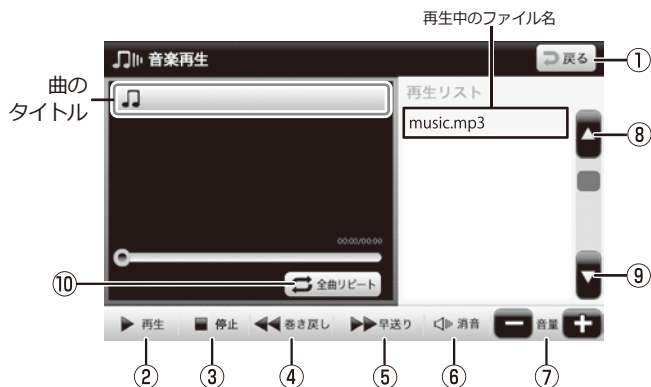 再生中のファイル名
音楽再生
戻る
①
曲の
タイトル
再生リスト
music.mp3
⑧
00:00/00:00
⑩
全曲リピート
⑨
再生
停止
巻き戻し
早送り
消音
音量
②
③
④
⑤
⑥
⑦